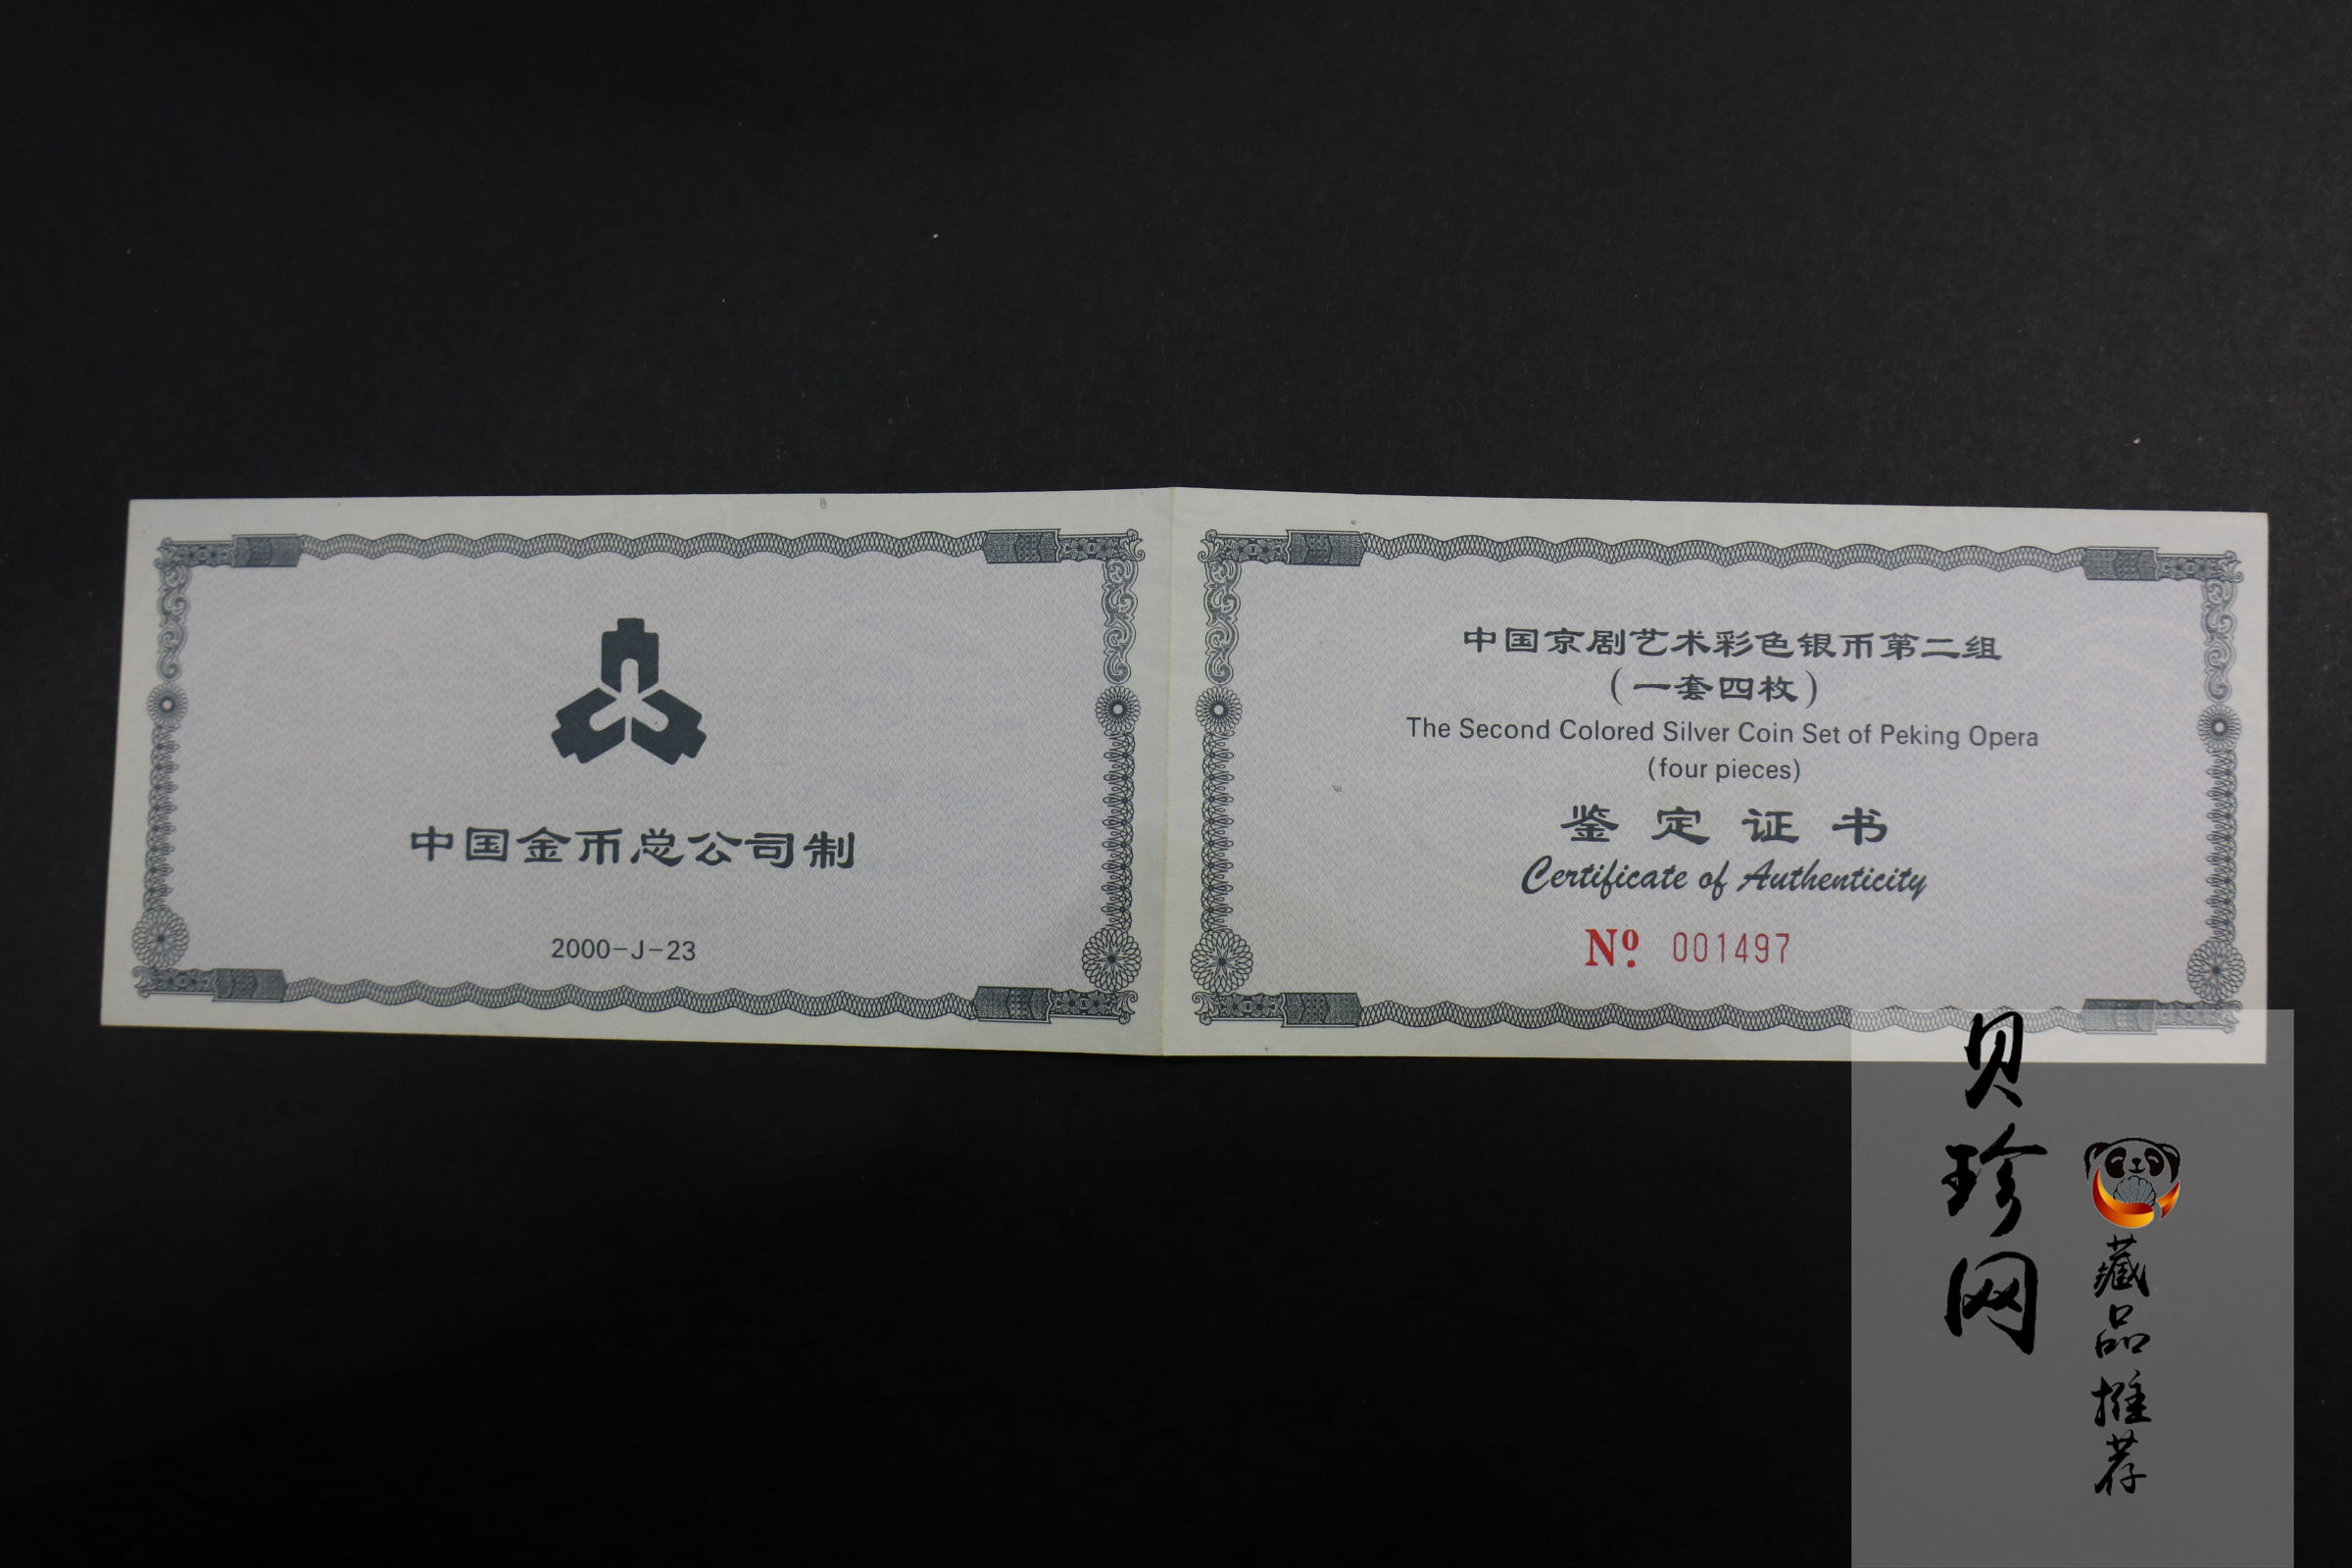 中国金币总公司制
2000-J-23
中国京剧艺术彩色银币第二组
(一套四枚)
The Second Colored Silver Coin Set of Peking Opera
(four pieces)
鉴定证书
Certificate of Authenticity
Nº. 001497
贝珍网
藏品推荐